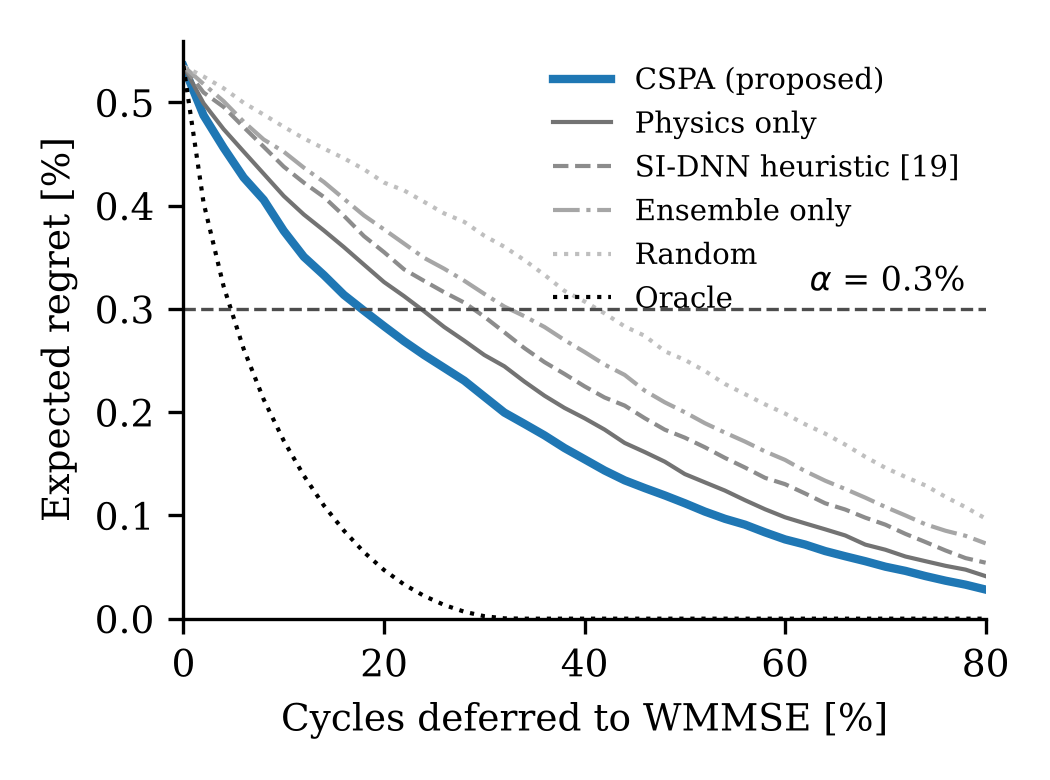 Expected regret [%]
0.5
0.4
0.3
0.2
0.1
0.0
CSPA (proposed)
Physics only
SI-DNN heuristic [19]
Ensemble only
Random
Oracle
α = 0.3%
0 20 40 60 80
Cycles deferred to WMMSE [%]